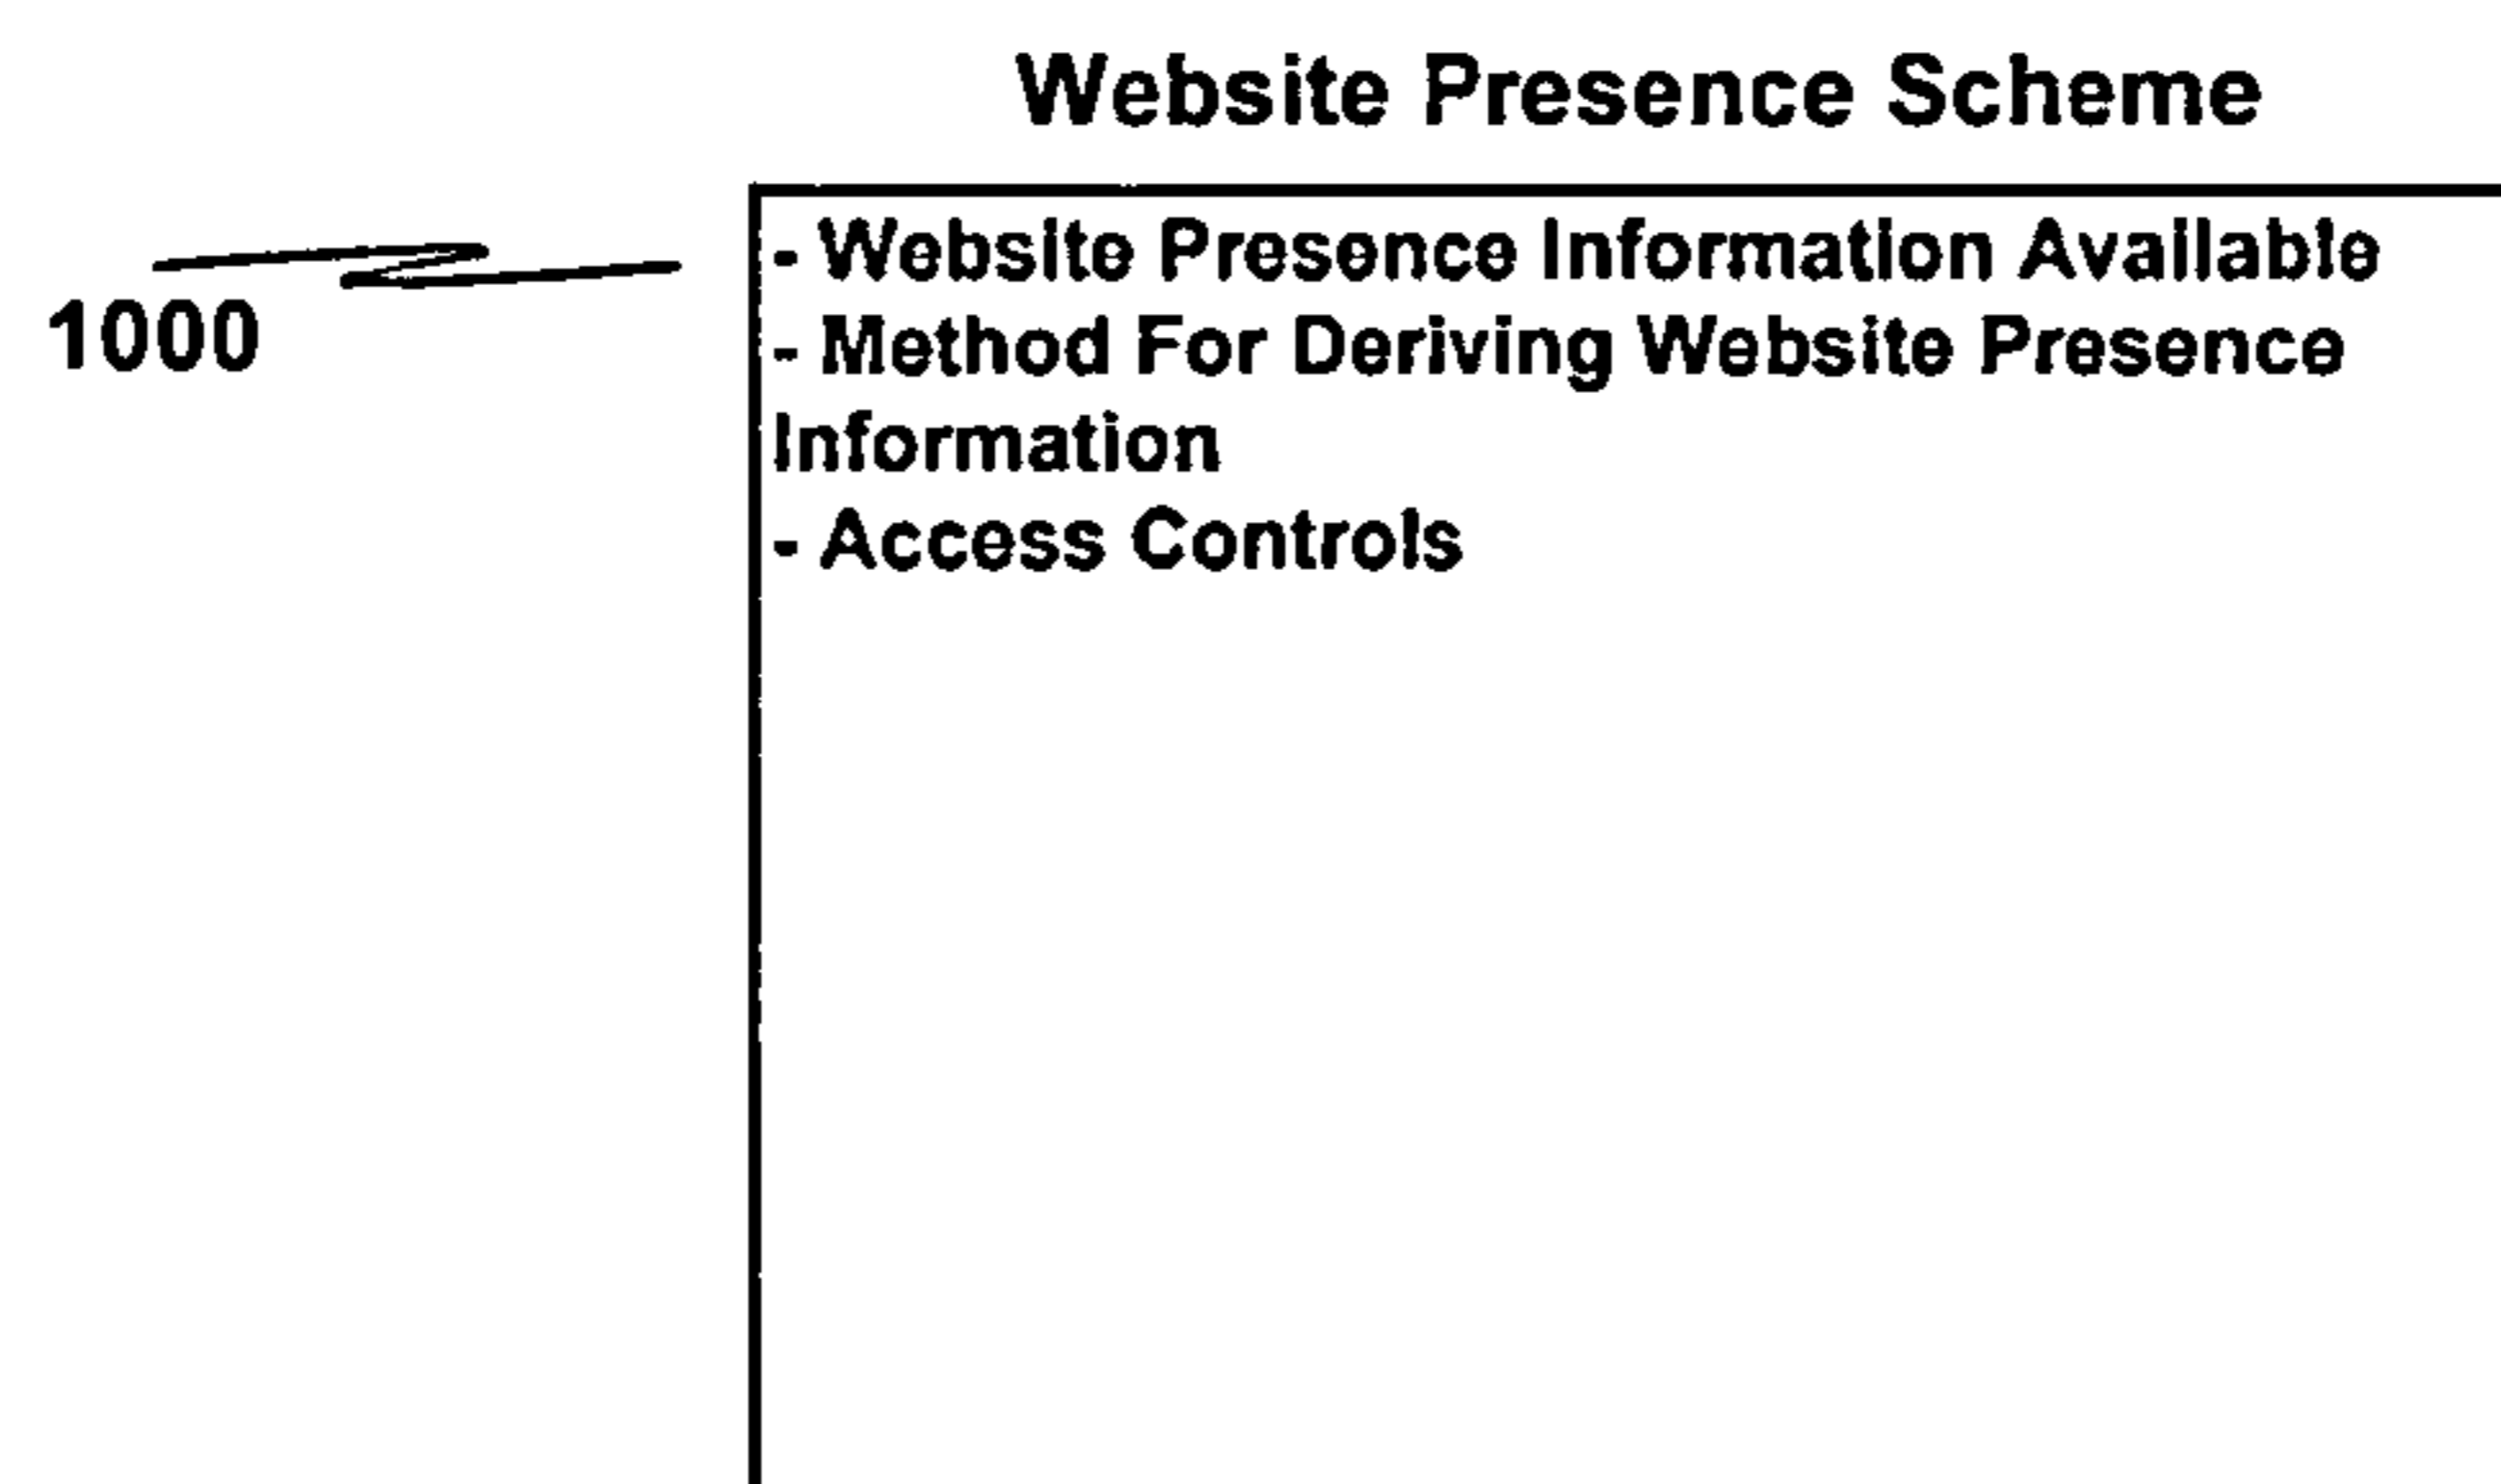 Website Presence Scheme
1000
- Website Presence Information Available
- Method For Deriving Website Presence
Information
- Access Controls